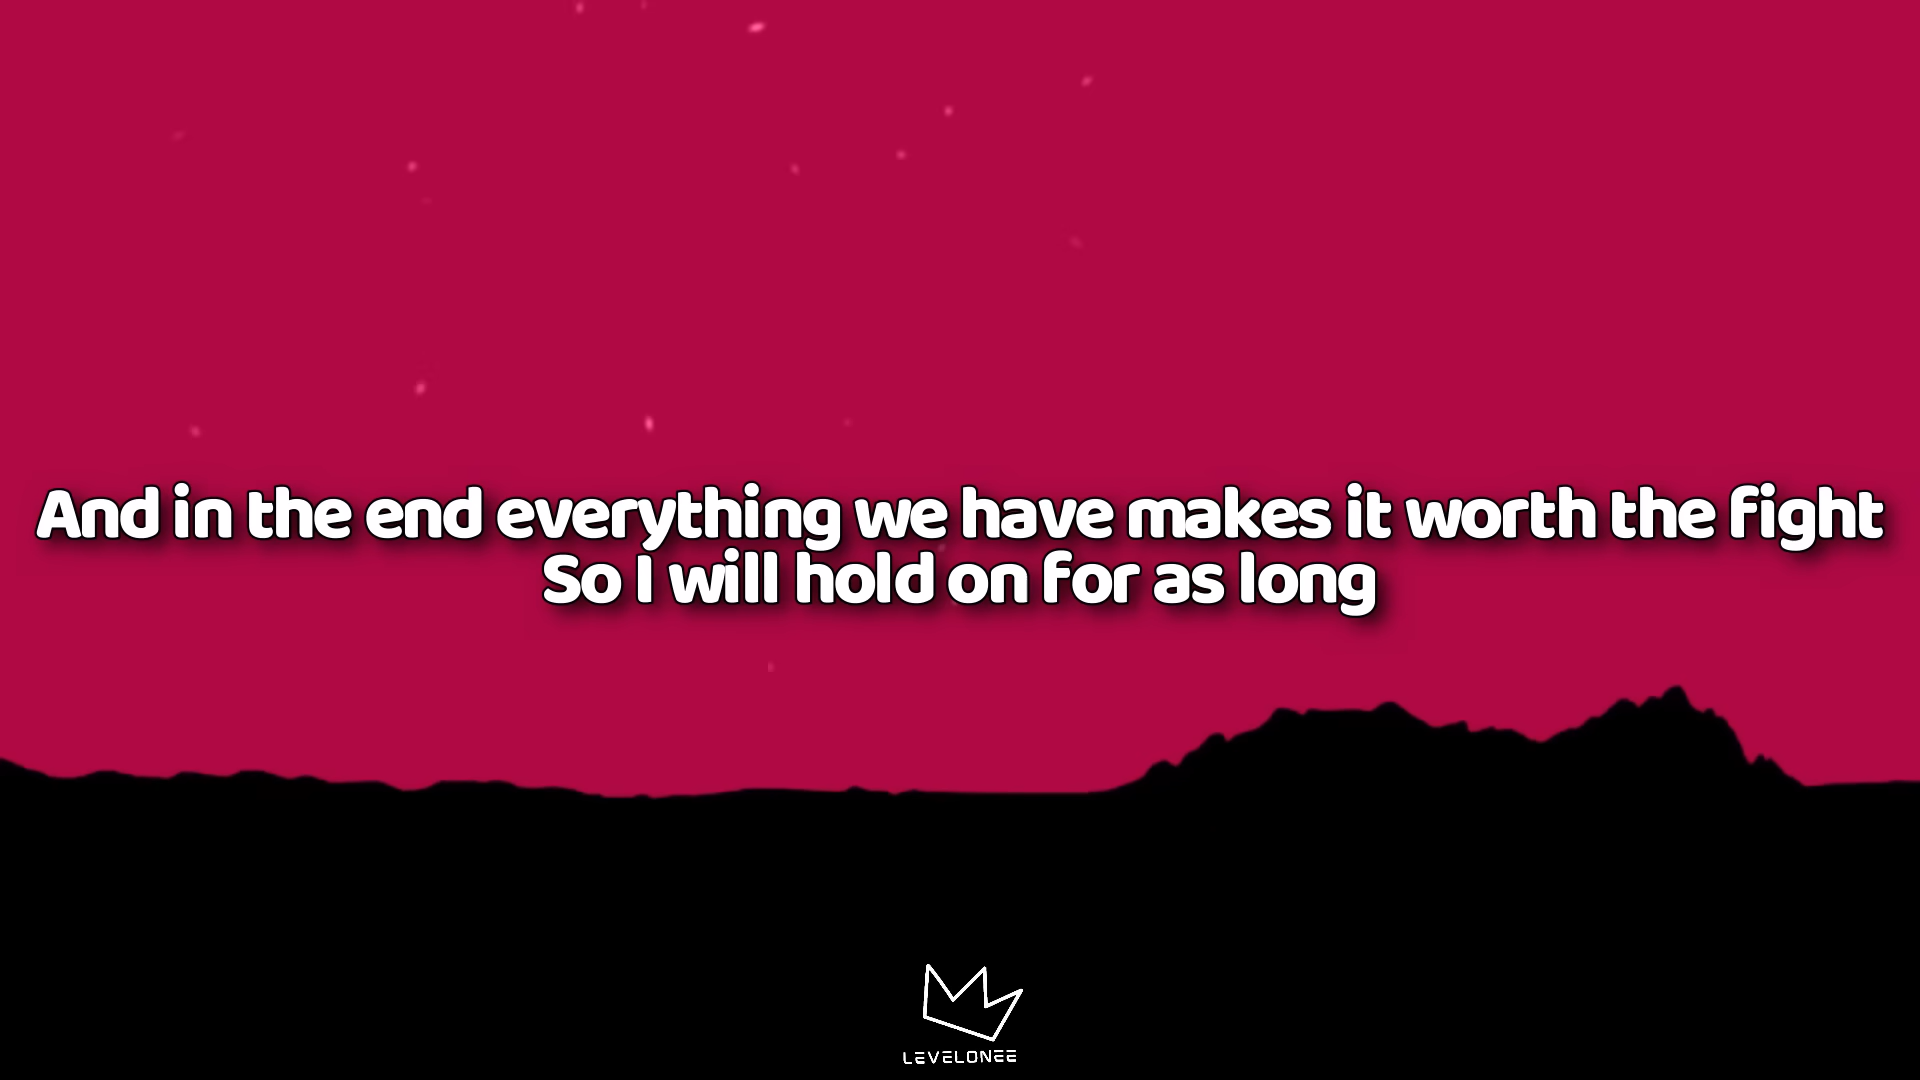 And in the end everything we have makes it worth the fight
So I will hold on for as long
LEVELONEE